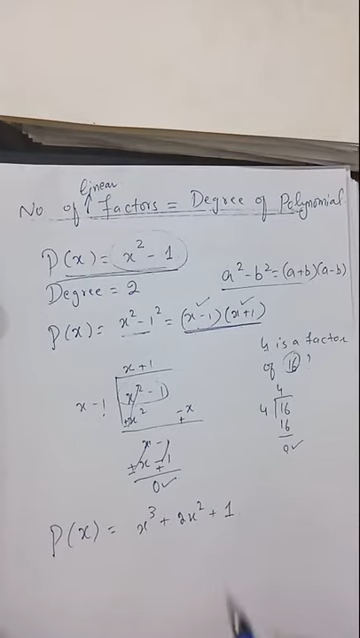 linear
No of ↑ factors = Degree of Polynomial
P(x) = x² - 1
a² - b² = (a+b)(a-b)
Degree = 2
P(x) = x² - 1² = (x-1)(x+1)
4 is a factor
of 16
x + 1
x - 1 x² - 1
x² - x
x - 1
x - 1
0
4
4 16
16
0
P(x) = x³ + 2x² + 1